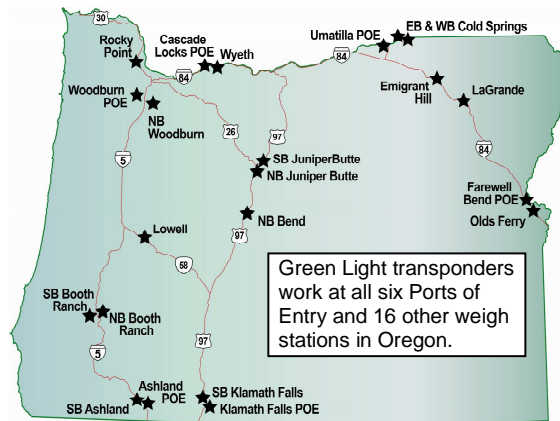 30
Rocky
Point
Cascade
Locks POE
Wyeth
84
Umatilla POE
EB & WB Cold Springs
84
Woodburn
POE
NB
Woodburn
26
97
5
Emigrant
Hill
LaGrande
84
SB JuniperButte
NB Juniper Butte
Farewell
Bend POE
Olds Ferry
NB Bend
97
Lowell
58
Green Light transponders
work at all six Ports of
Entry and 16 other weigh
stations in Oregon.
SB Booth
Ranch
NB Booth
Ranch
5
97
Ashland
POE
SB Ashland
SB Klamath Falls
Klamath Falls POE